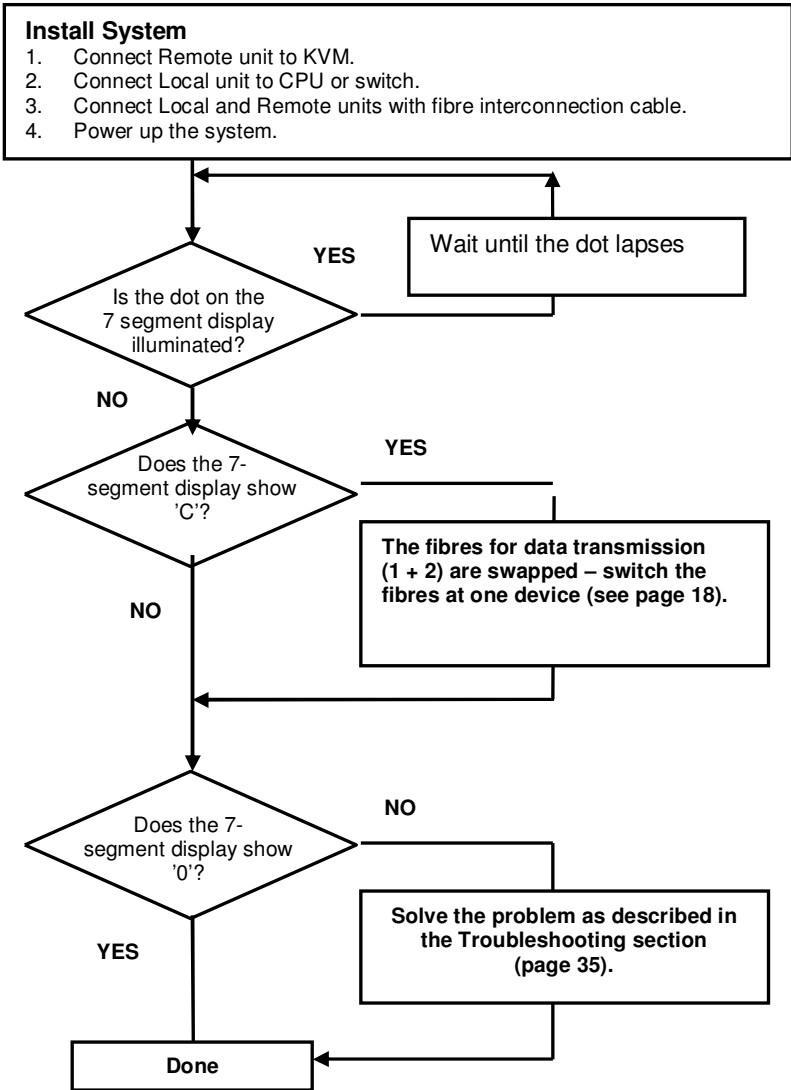 Install System
1. Connect Remote unit to KVM.
2. Connect Local unit to CPU or switch.
3. Connect Local and Remote units with fibre interconnection cable.
4. Power up the system.
YES
Wait until the dot lapses
Is the dot on the
7 segment display
illuminated?
NO
YES
Does the 7-
segment display show
'C'?
The fibres for data transmission
(1 + 2) are swapped – switch the
fibres at one device (see page 18).
NO
NO
Does the 7-
segment display show
'0'?
Solve the problem as described in
the Troubleshooting section
(page 35).
YES
Done